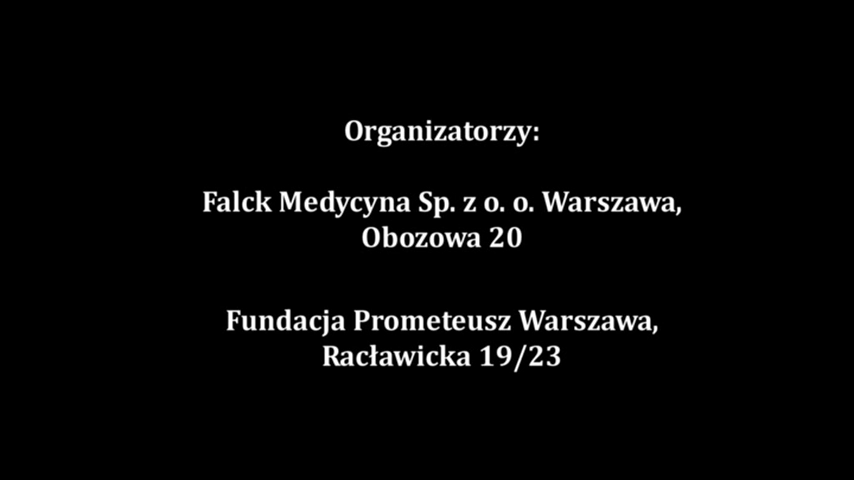 Organizatorzy:
Falck Medycyna Sp. z o. o. Warszawa,
Obozowa 20
Fundacja Prometeusz Warszawa,
Racławicka 19/23